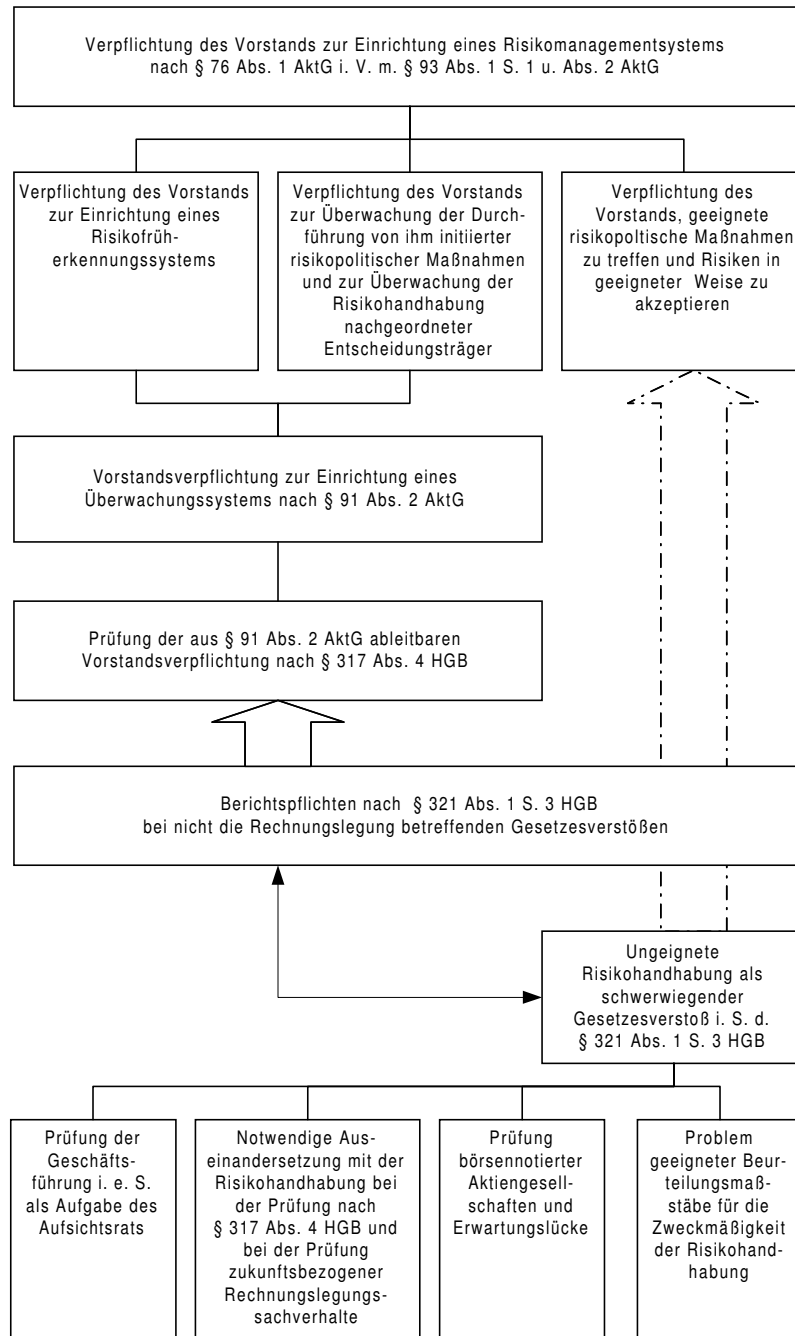 Verpflichtung des Vorstands zur Einrichtung eines Risikomanagementsystems
nach § 76 Abs. 1 AktG i. V. m. § 93 Abs. 1 S. 1 u. Abs. 2 AktG
Verpflichtung des Vorstands
zur Einrichtung eines
Risikofrüh-
erkennungssystems
Verpflichtung des Vorstands
zur Überwachung der Durch-
führung von ihm initiierter
risikopolitischer Maßnahmen
und zur Überwachung der
Risikohandhabung
nachgeordneter
Entscheidungsträger
Verpflichtung des
Vorstands, geeignete
risikopoltische Maßnahmen
zu treffen und Risiken in
geeigneter Weise zu
akzeptieren
Vorstandsverpflichtung zur Einrichtung eines
Überwachungssystems nach § 91 Abs. 2 AktG
Prüfung der aus § 91 Abs. 2 AktG ableitbaren
Vorstandsverpflichtung nach § 317 Abs. 4 HGB
Berichtspflichten nach § 321 Abs. 1 S. 3 HGB
bei nicht die Rechnungslegung betreffenden Gesetzesverstößen
Ungeignete
Risikohandhabung als
schwerwiegender
Gesetzesverstoß i. S. d.
§ 321 Abs. 1 S. 3 HGB
Prüfung der
Geschäfts-
führung i. e. S.
als Aufgabe des
Aufsichtsrats
Notwendige Aus-
einandersetzung mit der
Risikohandhabung bei
der Prüfung nach
§ 317 Abs. 4 HGB und
bei der Prüfung
zukunftsbezogener
Rechnungslegungs-
sachverhalte
Prüfung
börsennotierter
Aktiengesell-
schaften und
Erwartungslücke
Problem
geeigneter Beur-
teilungsmaß-
stäbe für die
Zweckmäßigkeit
der Risikohand-
habung